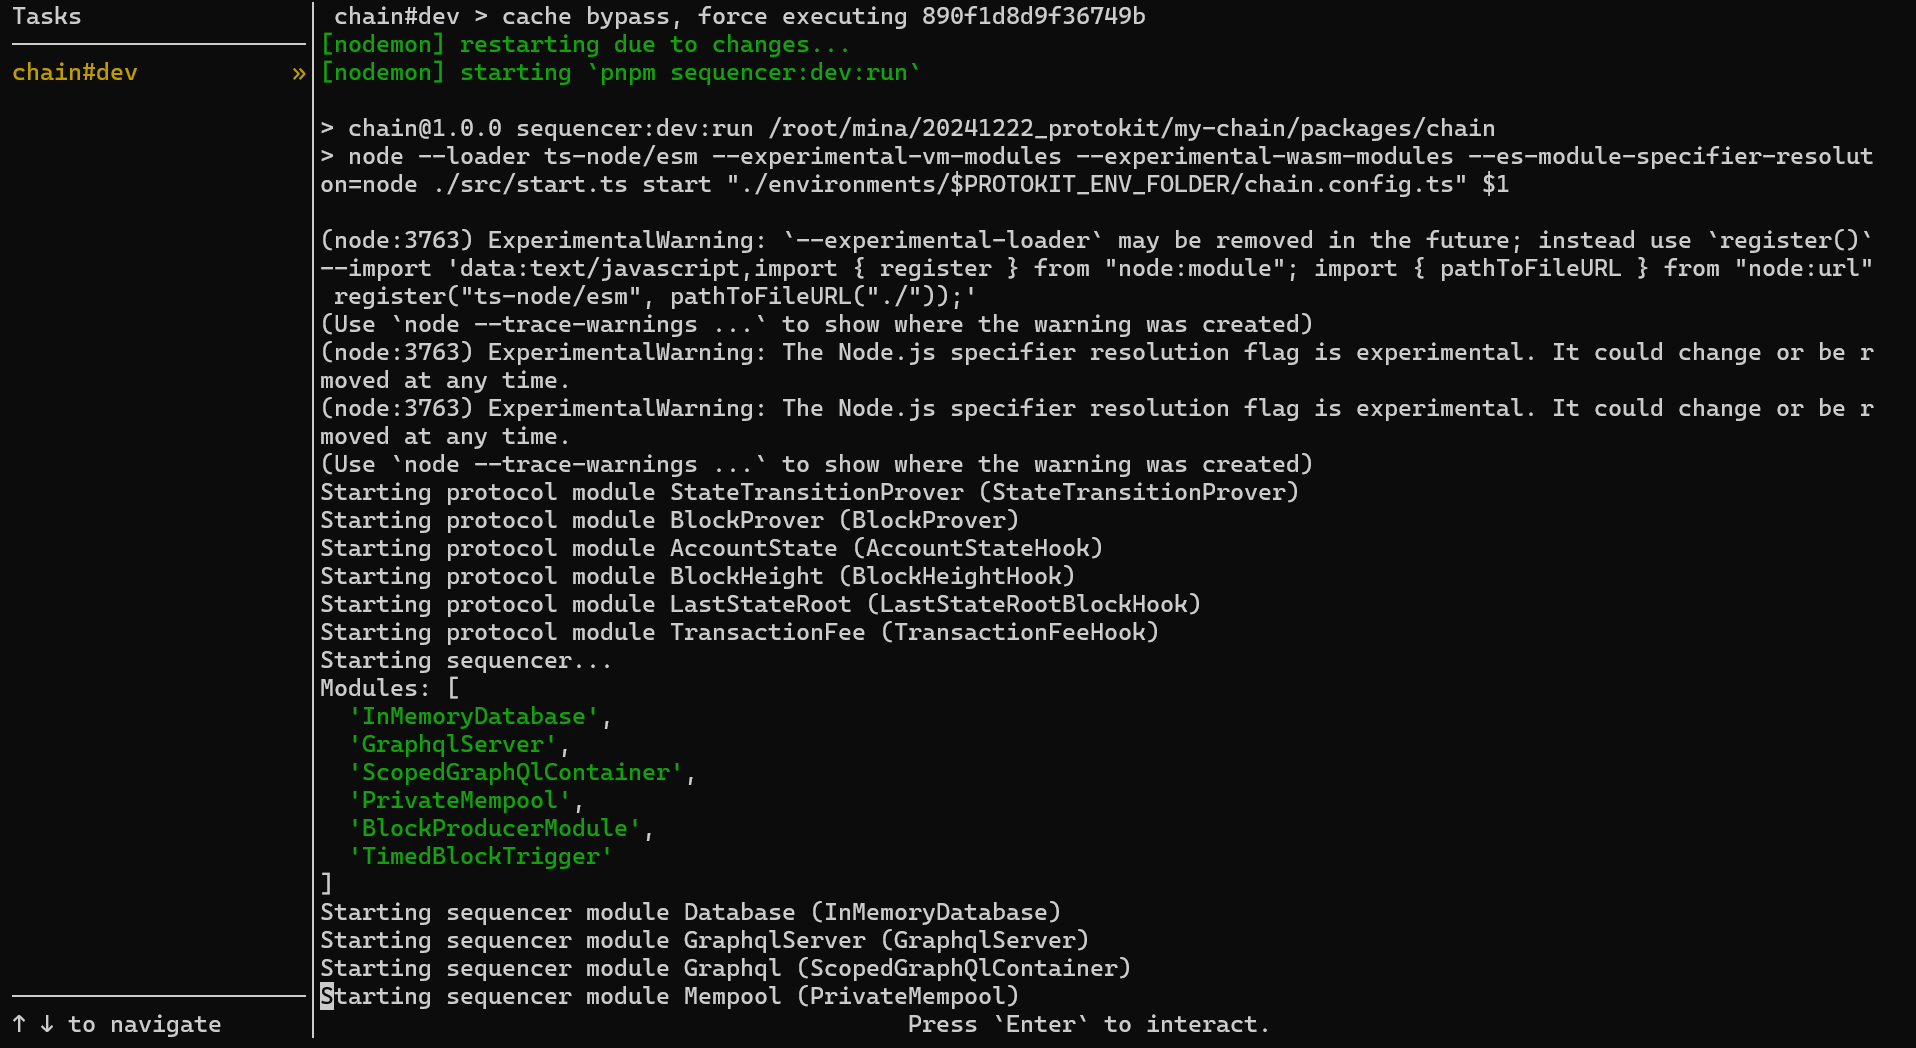 Tasks
chain#dev > cache bypass, force executing 890f1d8d9f36749b
[nodemon] restarting due to changes...
chain#dev »
[nodemon] starting `pnpm sequencer:dev:run`
> chain@1.0.0 sequencer:dev:run /root/mina/20241222_protokit/my-chain/packages/chain
> node --loader ts-node/esm --experimental-vm-modules --experimental-wasm-modules --es-module-specifier-resolut
on=node ./src/start.ts start "./environments/$PROTOKIT_ENV_FOLDER/chain.config.ts" $1
(node:3763) ExperimentalWarning: `--experimental-loader` may be removed in the future; instead use `register()`
--import 'data:text/javascript,import { register } from "node:module"; import { pathToFileURL } from "node:url"
register("ts-node/esm", pathToFileURL("./"));'
(Use `node --trace-warnings ...` to show where the warning was created)
(node:3763) ExperimentalWarning: The Node.js specifier resolution flag is experimental. It could change or be r
moved at any time.
(node:3763) ExperimentalWarning: The Node.js specifier resolution flag is experimental. It could change or be r
moved at any time.
(Use `node --trace-warnings ...` to show where the warning was created)
Starting protocol module StateTransitionProver (StateTransitionProver)
Starting protocol module BlockProver (BlockProver)
Starting protocol module AccountState (AccountStateHook)
Starting protocol module BlockHeight (BlockHeightHook)
Starting protocol module LastStateRoot (LastStateRootBlockHook)
Starting protocol module TransactionFee (TransactionFeeHook)
Starting sequencer...
Modules: [
'InMemoryDatabase',
'GraphqlServer',
'ScopedGraphQlContainer',
'PrivateMempool',
'BlockProducerModule',
'TimedBlockTrigger'
]
Starting sequencer module Database (InMemoryDatabase)
Starting sequencer module GraphqlServer (GraphqlServer)
Starting sequencer module Graphql (ScopedGraphQlContainer)
Starting sequencer module Mempool (PrivateMempool)
↑ ↓ to navigate
Press `Enter` to interact.